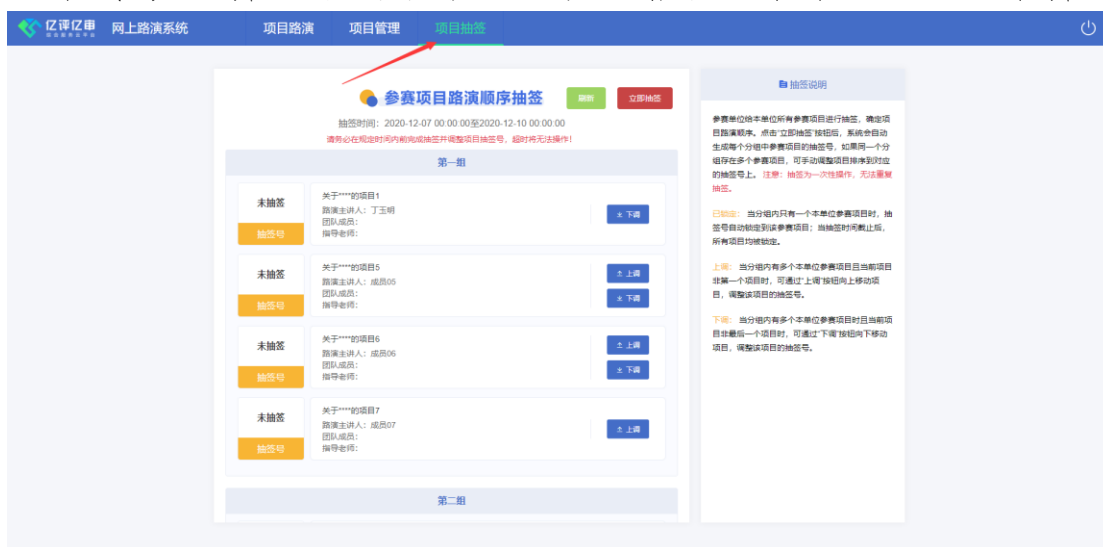 亿评亿审 网上路演系统 项目路演 项目管理 项目抽签
参赛项目路演顺序抽签 刷新 立即抽签
抽签时间：2020-12-07 00:00:00至2020-12-10 00:00:00
请务必在规定时间内前完成抽签并调整项目抽签号，超时将无法操作！
第一组
未抽签
抽签号
关于****的项目1
路演主讲人：丁玉明
团队成员：
指导老师：
下调
未抽签
抽签号
关于****的项目5
路演主讲人：成员05
团队成员：
指导老师：
上调
下调
未抽签
抽签号
关于****的项目6
路演主讲人：成员06
团队成员：
指导老师：
上调
下调
未抽签
抽签号
关于****的项目7
路演主讲人：成员07
团队成员：
指导老师：
上调
第二组
抽签说明
参赛单位给本单位所有参赛项目进行抽签，确定项
目路演顺序。点击"立即抽签"按钮后，系统会自动
生成每个分组中参赛项目的抽签号，如果同一个分
组存在多个参赛项目，可手动调整项目排序到对应
的抽签号上。注意：抽签为一次性操作，无法重复
抽签。
已锁定： 当分组内只有一个本单位参赛项目时，抽
签号自动锁定到该参赛项目；当抽签时间截止后，
所有项目均被锁定。
上调： 当分组内有多个本单位参赛项目且当前项目
非第一个项目时，可通过"上调"按钮向上移动项
目，调整该项目的抽签号。
下调： 当分组内有多个本单位参赛项目时且当前项
目非最后一个项目时，可通过"下调"按钮向下移动
项目，调整该项目的抽签号。